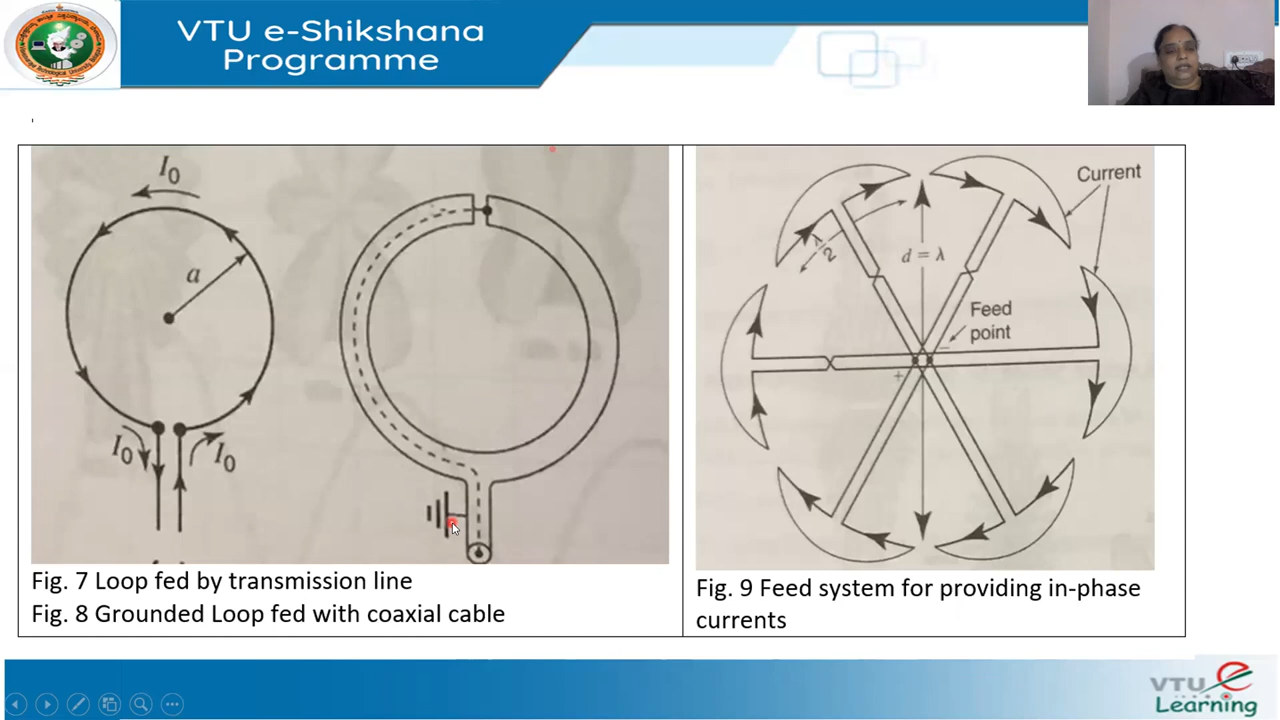 VTU e-Shikshana
Programme
I₀
a
I₀
I₀
Current
λ/2
d = λ
Feed
point
−
+
Fig. 7 Loop fed by transmission line
Fig. 8 Grounded Loop fed with coaxial cable
Fig. 9 Feed system for providing in-phase
currents
VTU e
Learning